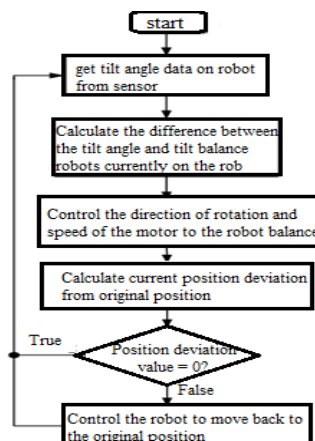 start
get tilt angle data on robot
from sensor
Calculate the difference between
the tilt angle and tilt balance
robots currently on the rob
Control the direction of rotation and
speed of the motor to the robot balance
Calculate current position deviation
from original position
True
Position deviation
value = 0?
False
Control the robot to move back to
the original position